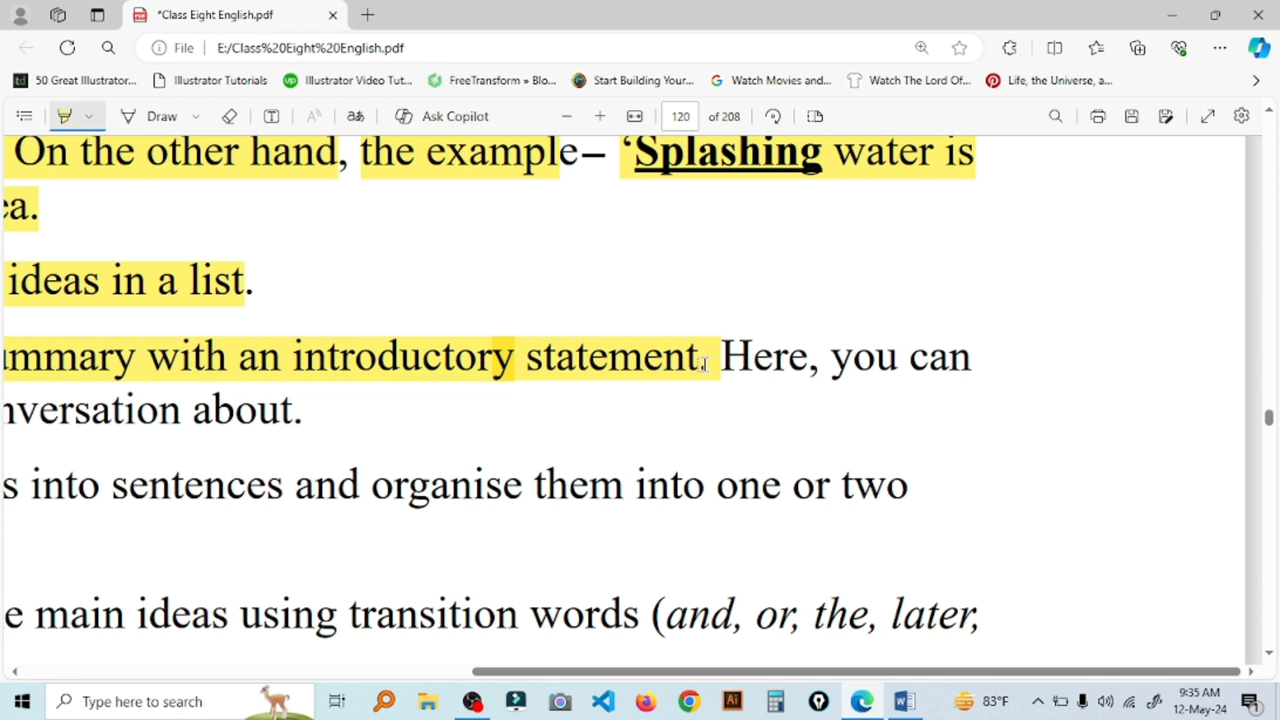 *Class Eight English.pdf
File
E:/Class%20Eight%20English.pdf
50 Great Illustrator...
Illustrator Tutorials
Illustrator Video Tut...
FreeTransform » Blo...
Start Building Your...
Watch Movies and...
Watch The Lord Of...
Life, the Universe, a...
Draw
Ask Copilot
120 of 208
On the other hand, the example– ‘Splashing water is
ea.
ideas in a list.
ummary with an introductory statement. Here, you can
nversation about.
s into sentences and organise them into one or two
e main ideas using transition words (and, or, the, later,
Type here to search
83°F
9:35 AM
12-May-24